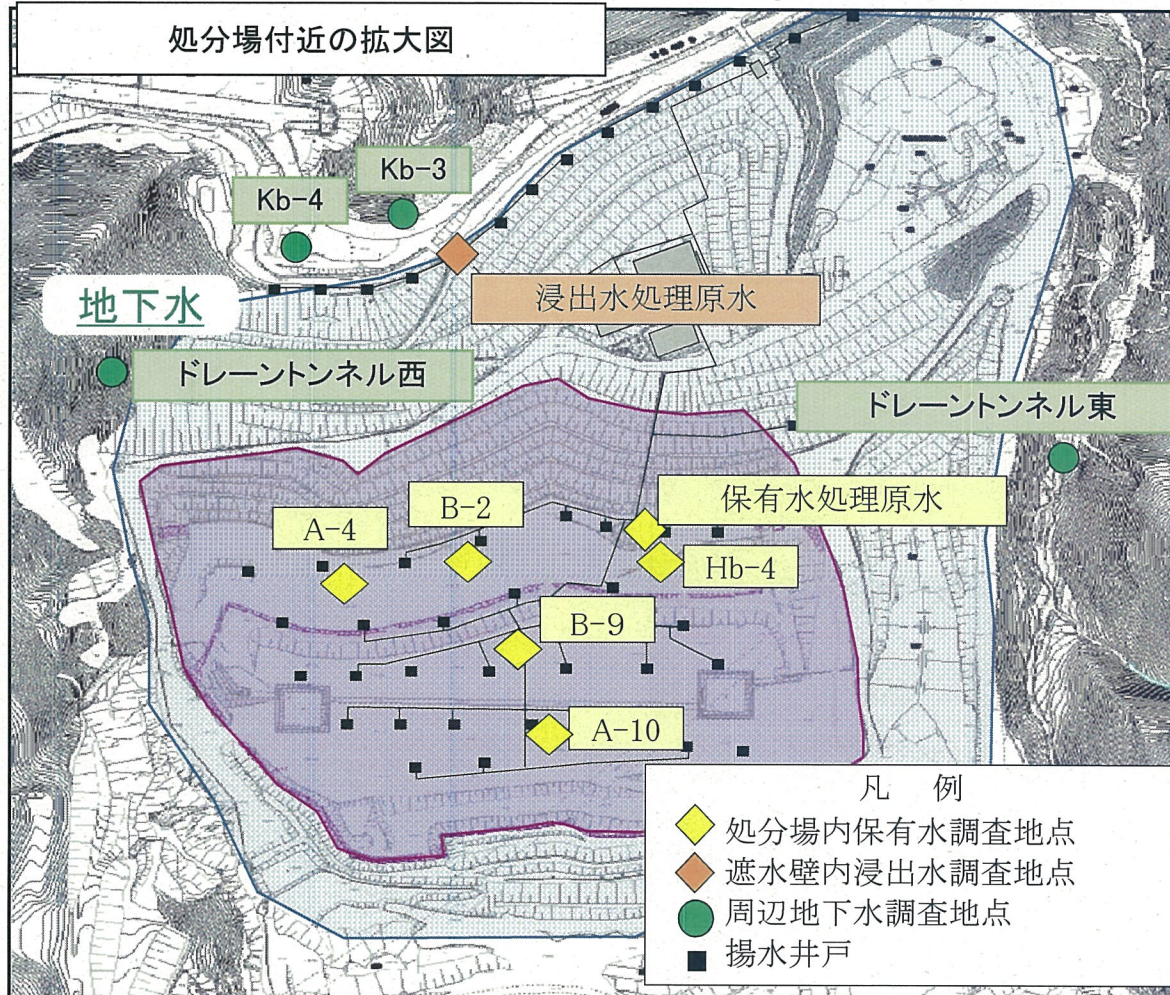 処分場付近の拡大図
Kb-3
Kb-4
浸出水処理原水
地下水
ドレーントンネル西
ドレーントンネル東
保有水処理原水
B-2
A-4
Hb-4
B-9
A-10
凡 例
処分場内保有水調査地点
遮水壁内浸出水調査地点
周辺地下水調査地点
揚水井戸